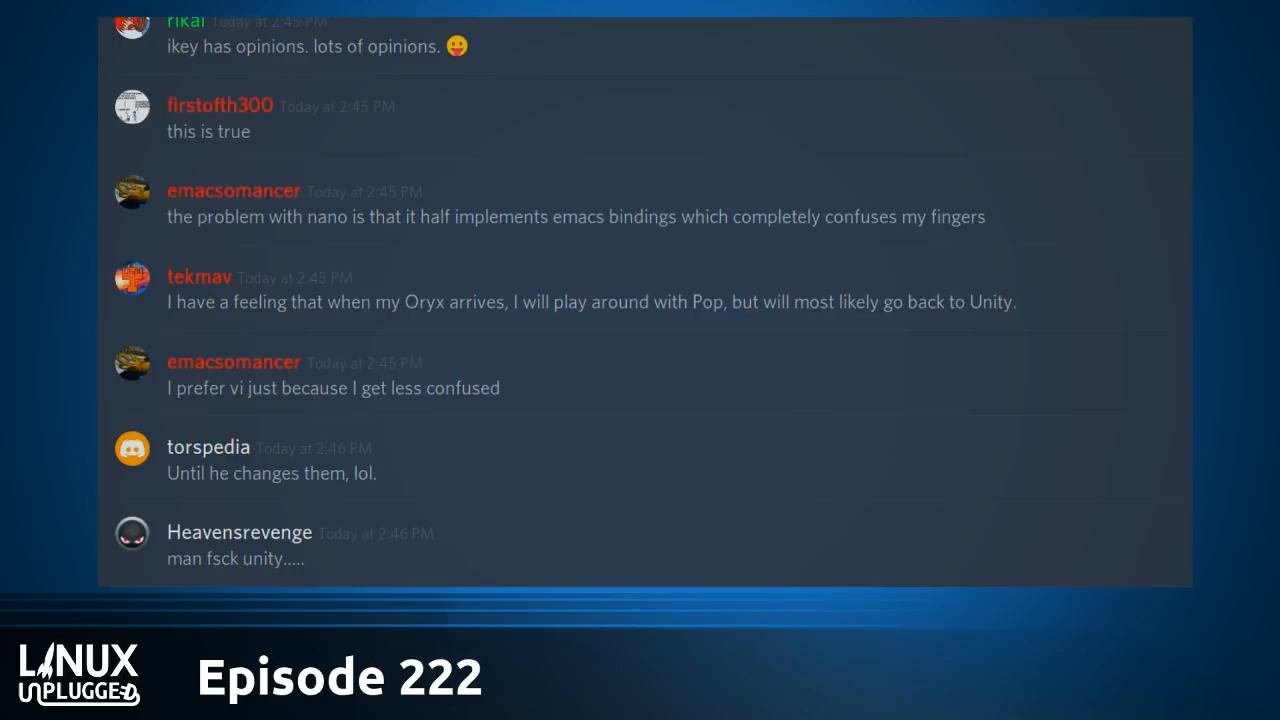 rikai Today at 2:45 PM
ikey has opinions. lots of opinions. 😛
firstofth300 Today at 2:45 PM
this is true
emacsomancer Today at 2:45 PM
the problem with nano is that it half implements emacs bindings which completely confuses my fingers
tekmav Today at 2:45 PM
I have a feeling that when my Oryx arrives, I will play around with Pop, but will most likely go back to Unity.
emacsomancer Today at 2:45 PM
I prefer vi just because I get less confused
torspedia Today at 2:46 PM
Until he changes them, lol.
Heavensrevenge Today at 2:46 PM
man fsck unity.....
LINUX
UNPLUGGED
Episode 222